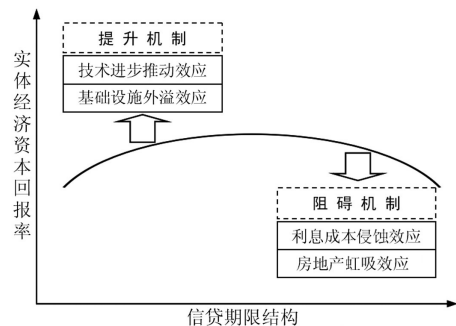 实体经济资本回报率
提升机制
技术进步推动效应
基础设施外溢效应
阻碍机制
利息成本侵蚀效应
房地产虹吸效应
信贷期限结构